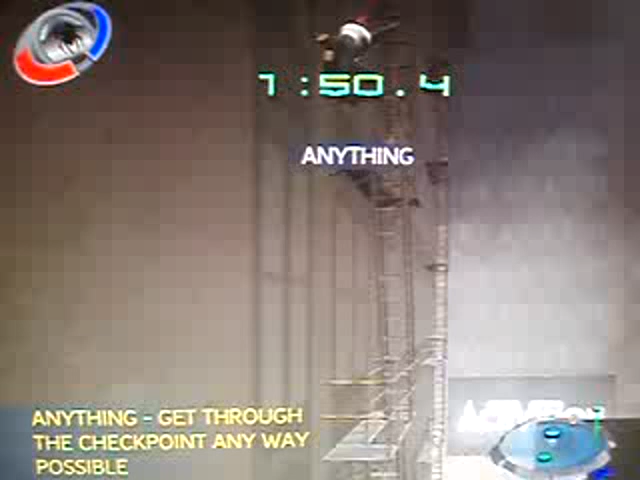 1:50.4
ANYTHING
ANYTHING - GET THROUGH
THE CHECKPOINT ANY WAY
POSSIBLE